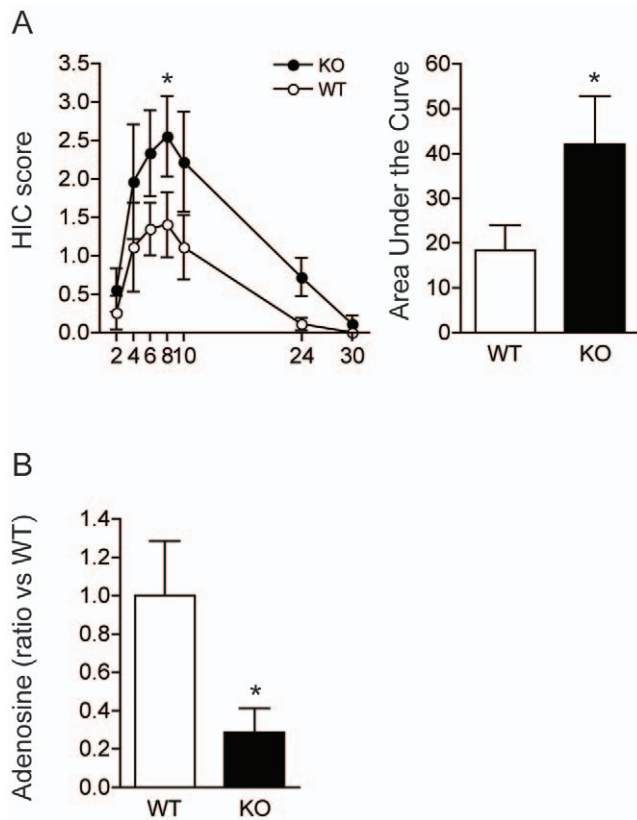 A
KO
WT
*
HIC score
3.5
3.0
2.5
2.0
1.5
1.0
0.5
0.0
2 4 6 8 10 24 30
Area Under the Curve
60
50
40
30
20
10
0
*
WT KO
B
Adenosine (ratio vs WT)
1.4
1.2
1.0
0.8
0.6
0.4
0.2
0.0
*
WT KO